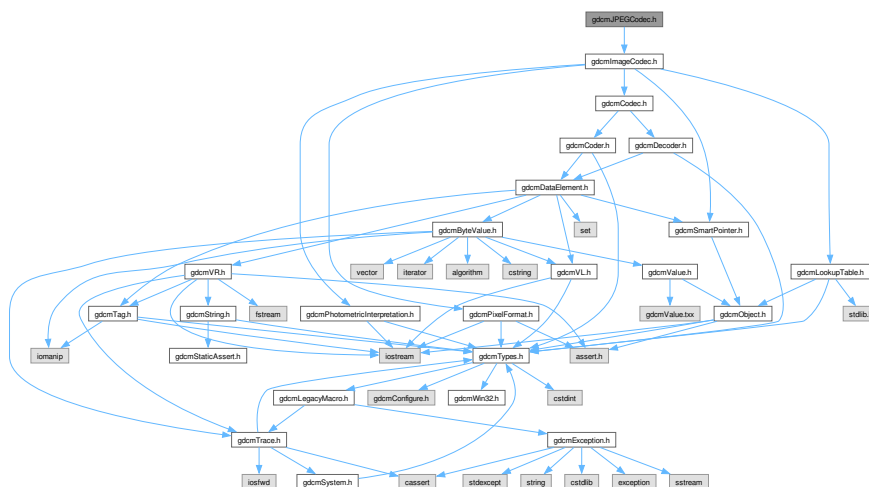 gdcmJPEGCodec.h
gdcmImageCodec.h
gdcmCodec.h
gdcmCoder.h
gdcmDecoder.h
gdcmDataElement.h
gdcmByteValue.h
set
gdcmSmartPointer.h
gdcmVR.h
vector
iterator
algorithm
cstring
gdcmVL.h
gdcmValue.h
gdcmLookupTable.h
gdcmTag.h
gdcmString.h
fstream
gdcmPhotometricInterpretation.h
gdcmPixelFormat.h
gdcmValue.txx
gdcmObject.h
stdlib.
iomanip
gdcmStaticAssert.h
iostream
gdcmTypes.h
assert.h
gdcmLegacyMacro.h
gdcmConfigure.h
gdcmWin32.h
cstdint
gdcmTrace.h
gdcmException.h
iosfwd
gdcmSystem.h
cassert
stdexcept
string
cstdlib
exception
sstream